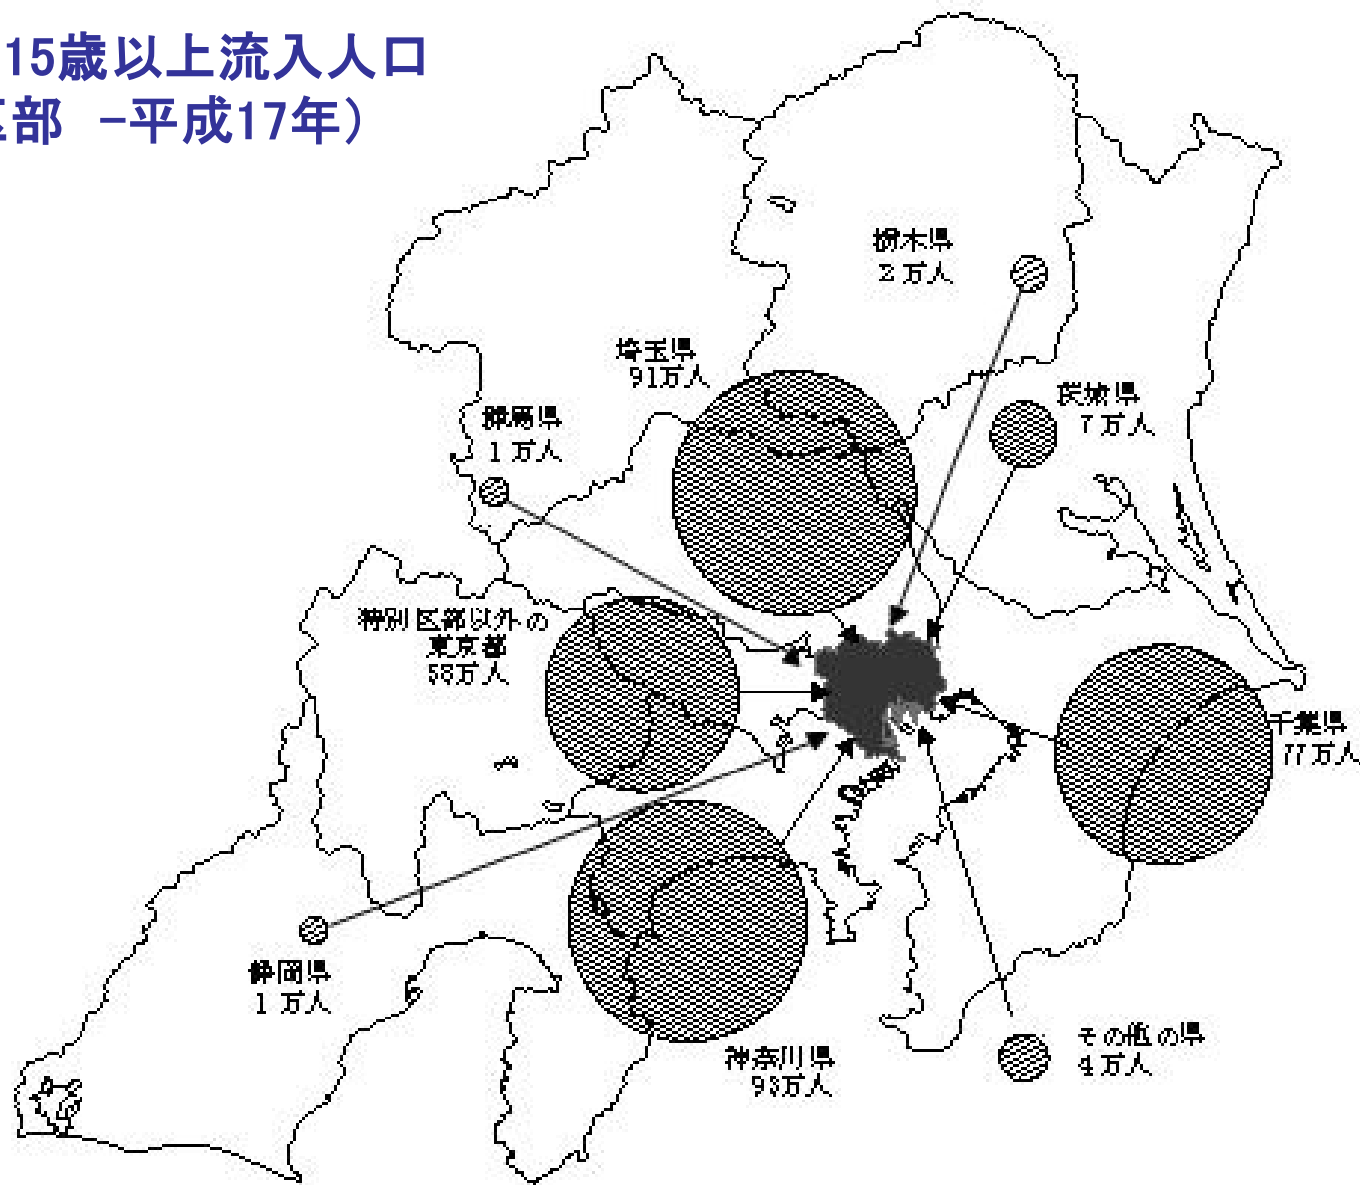 15歳以上流入人口
区部 -平成17年)
栃木県
2万人
埼玉県
91万人
茨城県
7万人
群馬県
1万人
特別区部以外の
東京都
58万人
千葉県
77万人
静岡県
1万人
神奈川県
93万人
その他の県
4万人